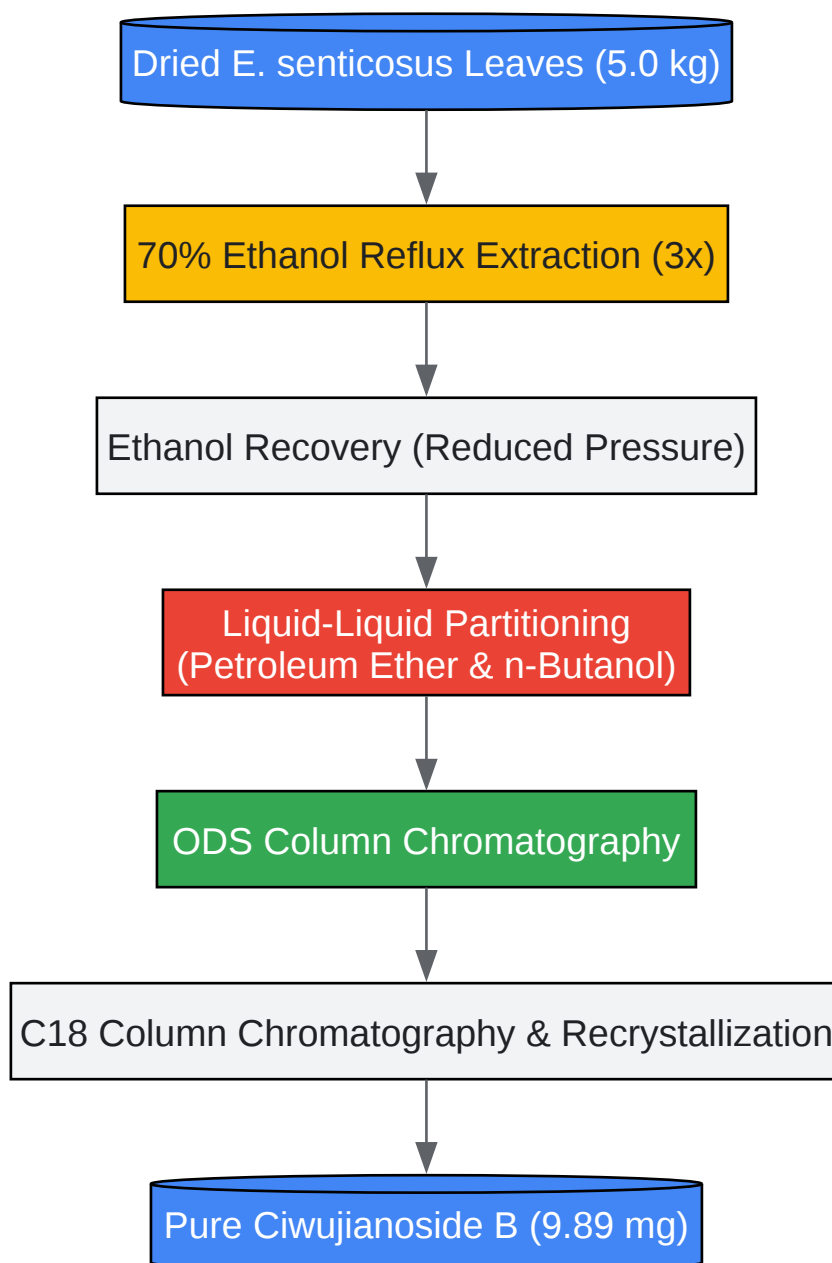 Dried E. senticosus Leaves (5.0 kg)
70% Ethanol Reflux Extraction (3x)
Ethanol Recovery (Reduced Pressure)
Liquid-Liquid Partitioning
(Petroleum Ether & n-Butanol)
ODS Column Chromatography
C18 Column Chromatography & Recrystallization
Pure Ciwujianoside B (9.89 mg)